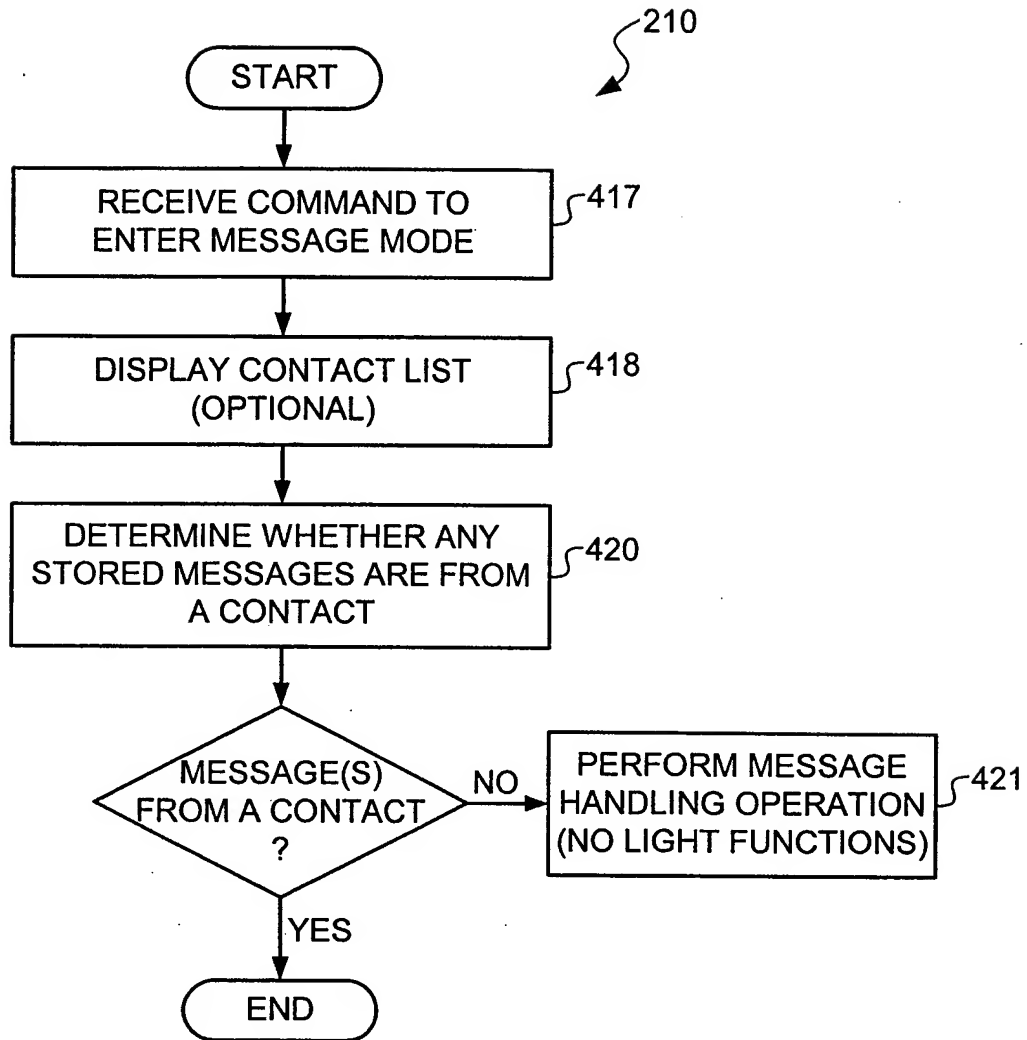 210
START
RECEIVE COMMAND TO
ENTER MESSAGE MODE
417
DISPLAY CONTACT LIST
(OPTIONAL)
418
DETERMINE WHETHER ANY
STORED MESSAGES ARE FROM
A CONTACT
420
MESSAGE(S)
FROM A CONTACT
?
NO
PERFORM MESSAGE
HANDLING OPERATION
(NO LIGHT FUNCTIONS)
421
YES
END